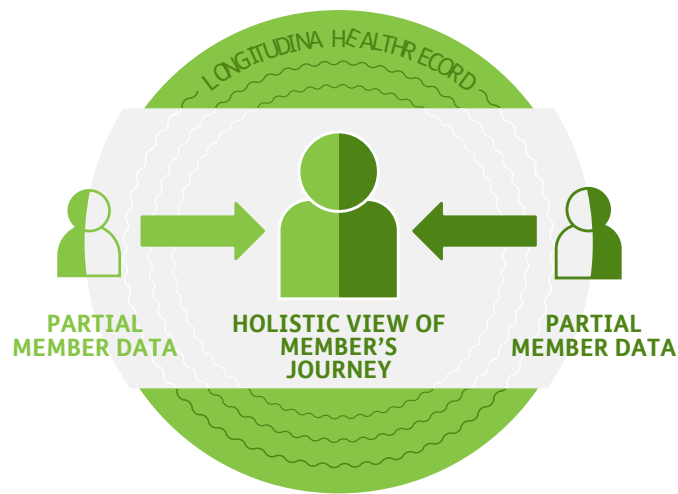 LONGITUDINA HEALTHR ECORD
PARTIAL
MEMBER DATA
HOLISTIC VIEW OF
MEMBER'S
JOURNEY
PARTIAL
MEMBER DATA